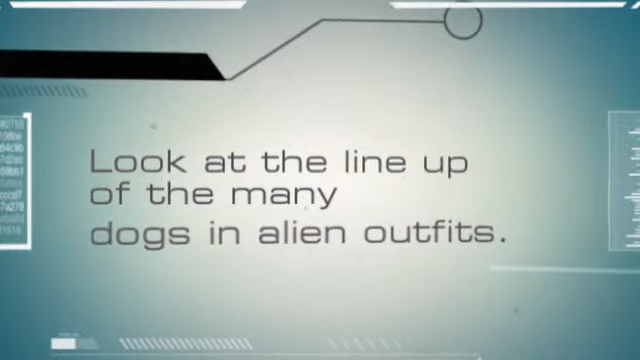 Look at the line up
of the many
dogs in alien outfits.